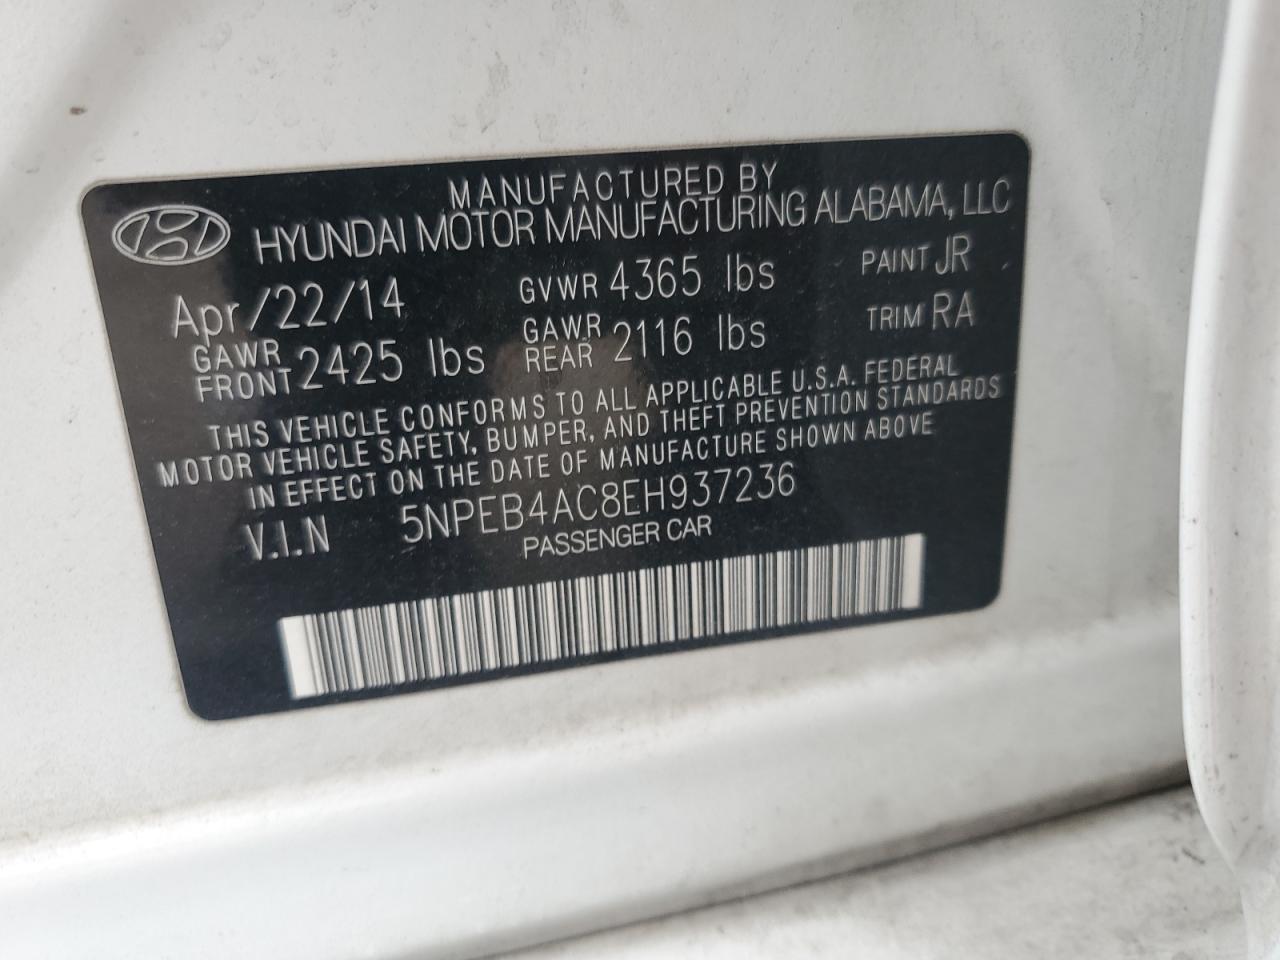 MANUFACTURED BY
HYUNDAI MOTOR MANUFACTURING ALABAMA, LLC
Apr/22/14 GVWR 4365 lbs PAINT JR
GAWR FRONT 2425 lbs GAWR REAR 2116 lbs TRIM RA
THIS VEHICLE CONFORMS TO ALL APPLICABLE U.S.A. FEDERAL
MOTOR VEHICLE SAFETY, BUMPER, AND THEFT PREVENTION STANDARDS
IN EFFECT ON THE DATE OF MANUFACTURE SHOWN ABOVE
V.I.N 5NPEB4AC8EH937236
PASSENGER CAR